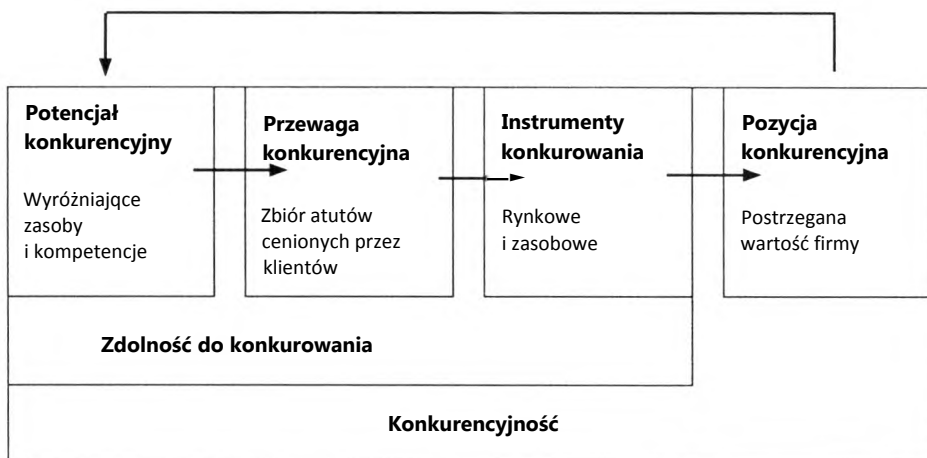 Potencjał
konkurencyjny
Wyróżniające
zasoby
i kompetencje
Przewaga
konkurencyjna
Zbiór atutów
cenionych przez
klientów
Instrumenty
konkurowania
Rynkowe
i zasobowe
Pozycja
konkurencyjna
Postrzegana
wartość firmy
Zdolność do konkurowania
Konkurencyjność